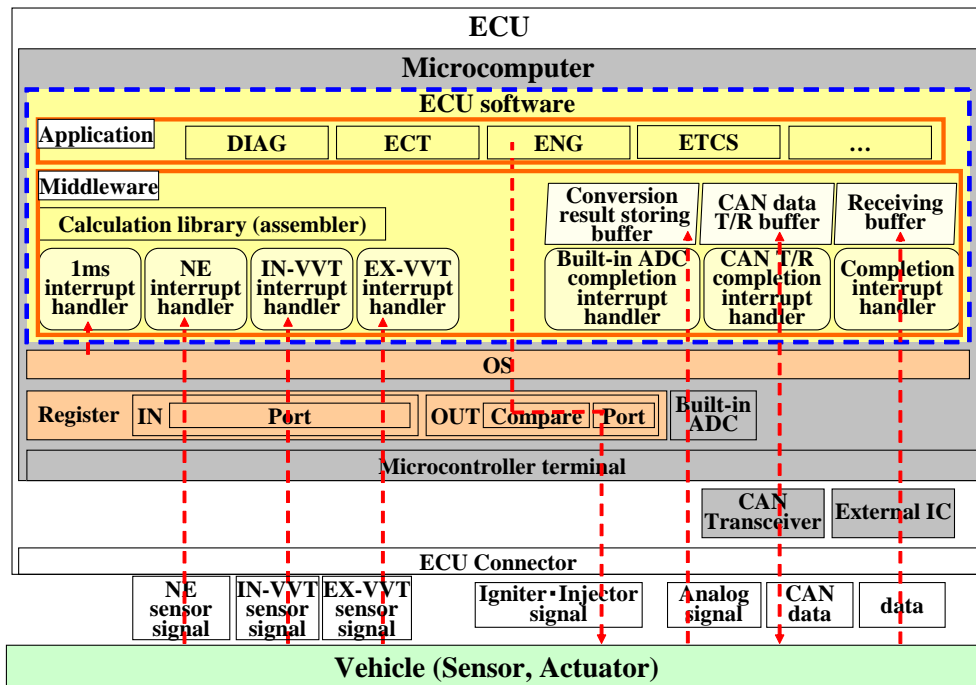 ECU
Microcomputer
ECU software
Application
DIAG
ECT
ENG
ETCS
…
Middleware
Calculation library (assembler)
Conversion
result storing
buffer
CAN data
T/R buffer
Receiving
buffer
1ms
interrupt
handler
NE
interrupt
handler
IN-VVT
interrupt
handler
EX-VVT
interrupt
handler
Built-in ADC
completion
interrupt
handler
CAN T/R
completion
interrupt
handler
Completion
interrupt
handler
OS
Register
IN
Port
OUT
Compare
Port
Built-in
ADC
Microcontroller terminal
CAN
Transceiver
External IC
ECU Connector
NE
sensor
signal
IN-VVT
sensor
signal
EX-VVT
sensor
signal
Igniter・Injector
signal
Analog
signal
CAN
data
data
Vehicle (Sensor, Actuator)